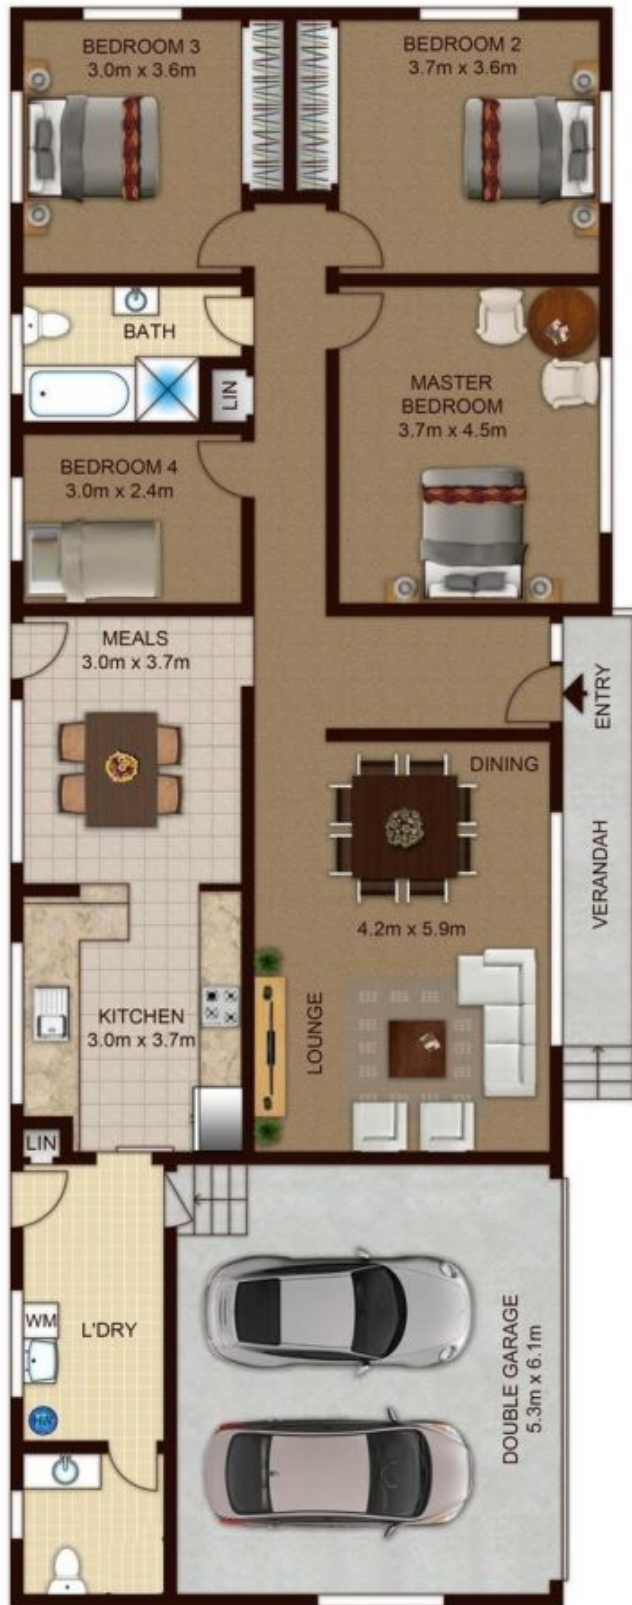 BEDROOM 3
3.0m x 3.6m
BEDROOM 2
3.7m x 3.6m
BATH
LIN
MASTER
BEDROOM
3.7m x 4.5m
BEDROOM 4
3.0m x 2.4m
MEALS
3.0m x 3.7m
ENTRY
DINING
VERANDAH
4.2m x 5.9m
LOUNGE
KITCHEN
3.0m x 3.7m
LIN
WM
L'DRY
HW
DOUBLE GARAGE
5.3m x 6.1m